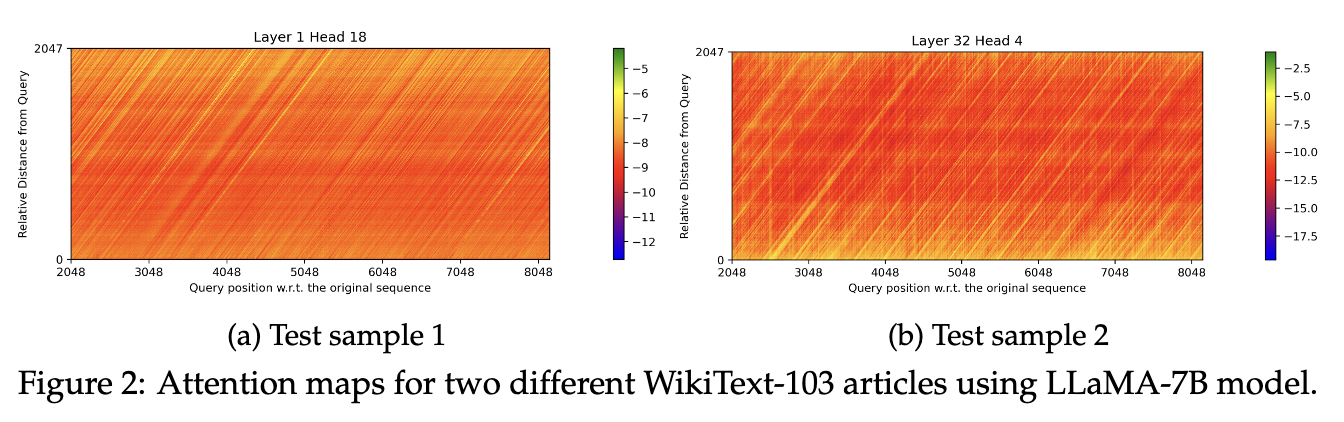 Layer 1 Head 18
2047
Relative Distance from Query
0
2048 3048 4048 5048 6048 7048 8048
Query position w.r.t. the original sequence
−5
−6
−7
−8
−9
−10
−11
−12
(a) Test sample 1
Layer 32 Head 4
2047
Relative Distance from Query
0
2048 3048 4048 5048 6048 7048 8048
Query position w.r.t. the original sequence
−2.5
−5.0
−7.5
−10.0
−12.5
−15.0
−17.5
(b) Test sample 2
Figure 2: Attention maps for two different WikiText-103 articles using LLaMA-7B model.